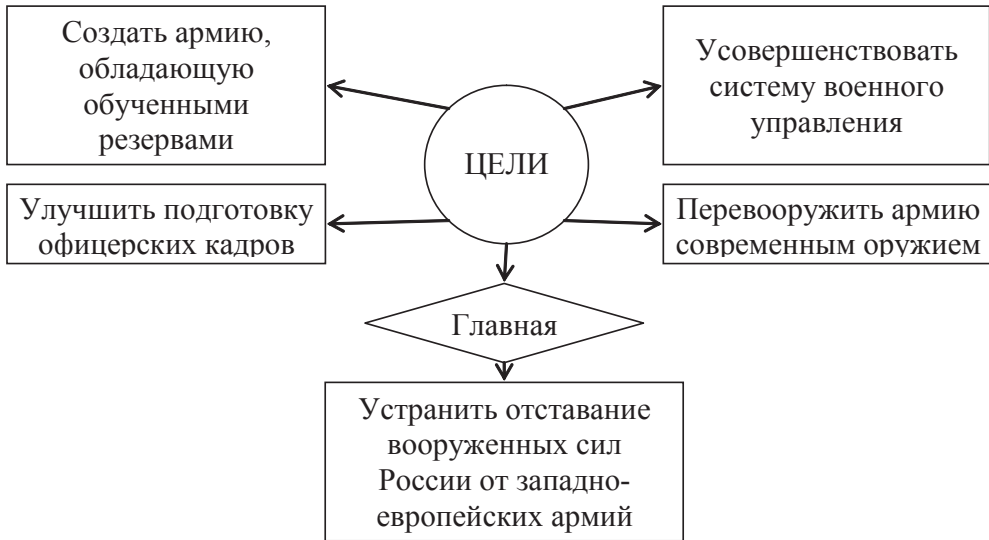 Создать армию,
обладающую
обученными
резервами
Усовершенствовать
систему военного
управления
ЦЕЛИ
Улучшить подготовку
офицерских кадров
Перевооружить армию
современным оружием
Главная
Устранить отставание
вооруженных сил
России от западно-
европейских армий